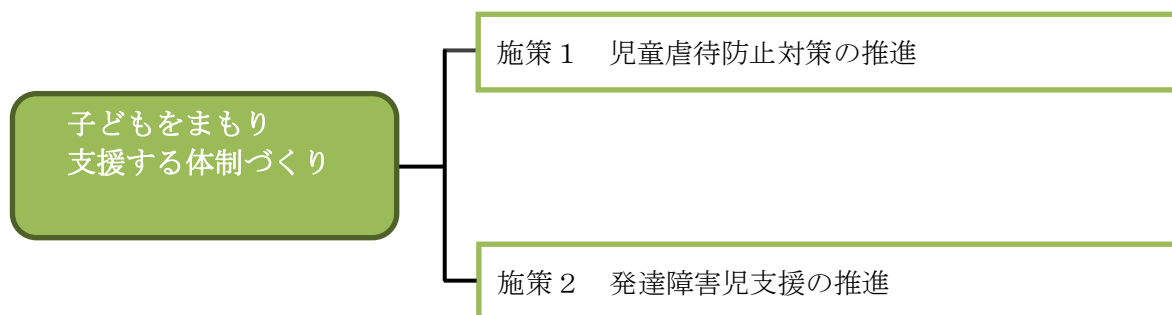 子どもをまもり
支援する体制づくり
施策１　児童虐待防止対策の推進
施策２　発達障害児支援の推進